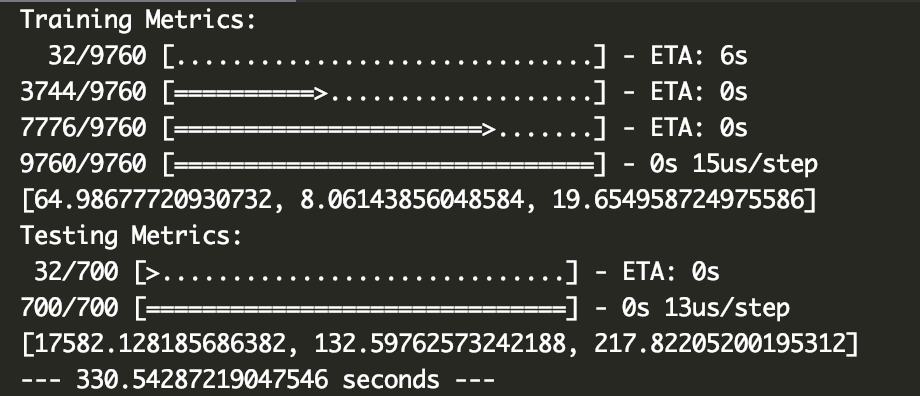 Training Metrics:
32/9760 [..............................] - ETA: 6s
3744/9760 [==========>...................] - ETA: 0s
7776/9760 [======================>.......] - ETA: 0s
9760/9760 [==============================] - 0s 15us/step
[64.98677720930732, 8.06143856048584, 19.654958724975586]
Testing Metrics:
32/700 [>.............................] - ETA: 0s
700/700 [==============================] - 0s 13us/step
[17582.128185686382, 132.59762573242188, 217.82205200195312]
--- 330.54287219047546 seconds ---